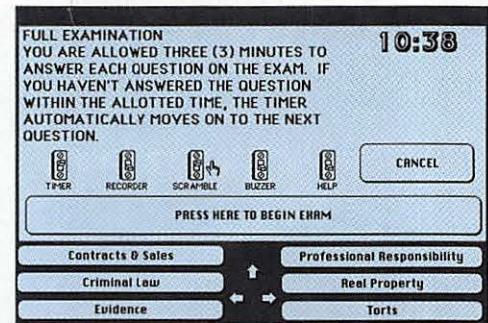 FULL EXAMINATION
10:38
YOU ARE ALLOWED THREE (3) MINUTES TO
ANSWER EACH QUESTION ON THE EXAM. IF
YOU HAVEN'T ANSWERED THE QUESTION
WITHIN THE ALLOTTED TIME, THE TIMER
AUTOMATICALLY MOVES ON TO THE NEXT
QUESTION.
TIMER RECORDER SCRAMBLE BUZZER HELP
CANCEL
PRESS HERE TO BEGIN EXAM
Contracts & Sales
Professional Responsibility
Criminal Law
Real Property
Evidence
Torts